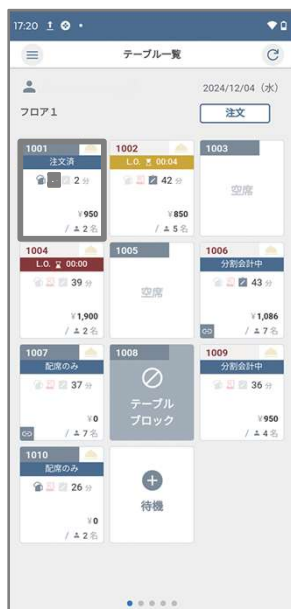 17:20
テーブル一覧
2024/12/04（水）
フロア1
注文
1001
注文済
2 分
¥950
/ 2 名
1002
L.O. 00:04
42 分
¥850
/ 5 名
1003
空席
1004
L.O. 00:00
39 分
¥1,900
/ 2 名
1005
空席
1006
分割会計中
43 分
¥1,086
/ 7 名
1007
配席のみ
37 分
¥0
/ 7 名
1008
テーブル
ブロック
1009
分割会計中
36 分
¥950
/ 4 名
1010
配席のみ
26 分
¥0
/ 2 名
待機